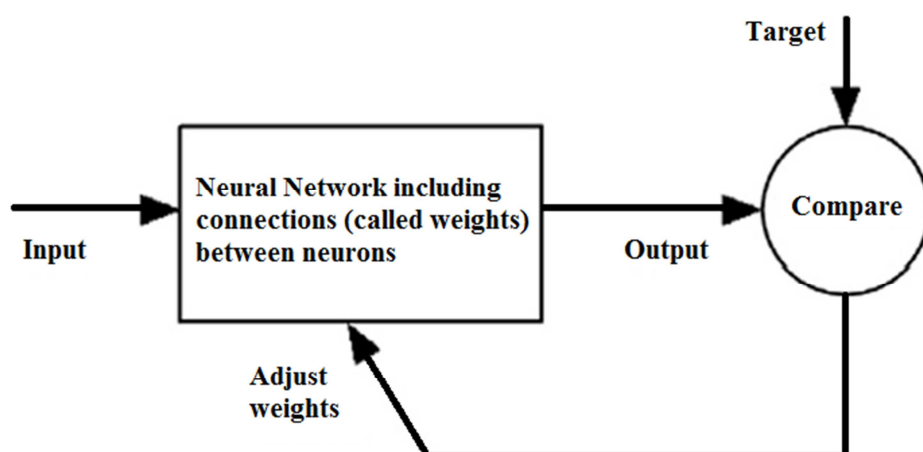 Target
Neural Network including
connections (called weights)
between neurons
Compare
Input
Output
Adjust
weights